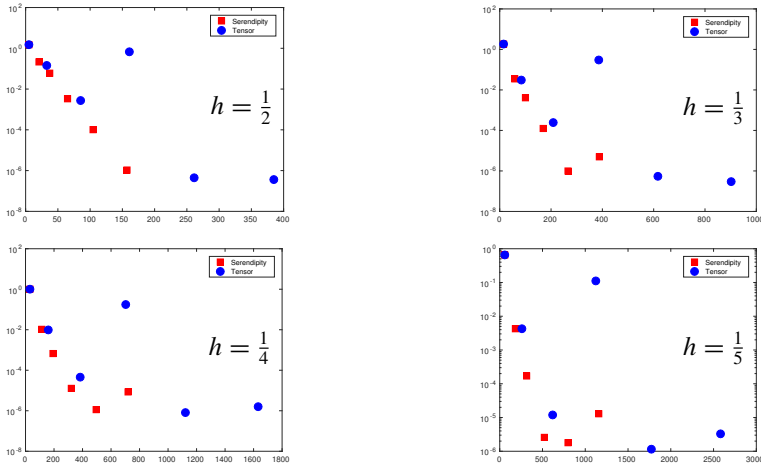 10^2
10^0
10^-2
10^-4
10^-6
10^-8
0 50 100 150 200 250 300 350 400
Serendipity
Tensor
h = 1/2
10^2
10^0
10^-2
10^-4
10^-6
10^-8
0 200 400 600 800 1000
Serendipity
Tensor
h = 1/3
10^2
10^0
10^-2
10^-4
10^-6
10^-8
0 200 400 600 800 1000 1200 1400 1600 1800
Serendipity
Tensor
h = 1/4
10^0
10^-1
10^-2
10^-3
10^-4
10^-5
10^-6
0 500 1000 1500 2000 2500 3000
Serendipity
Tensor
h = 1/5